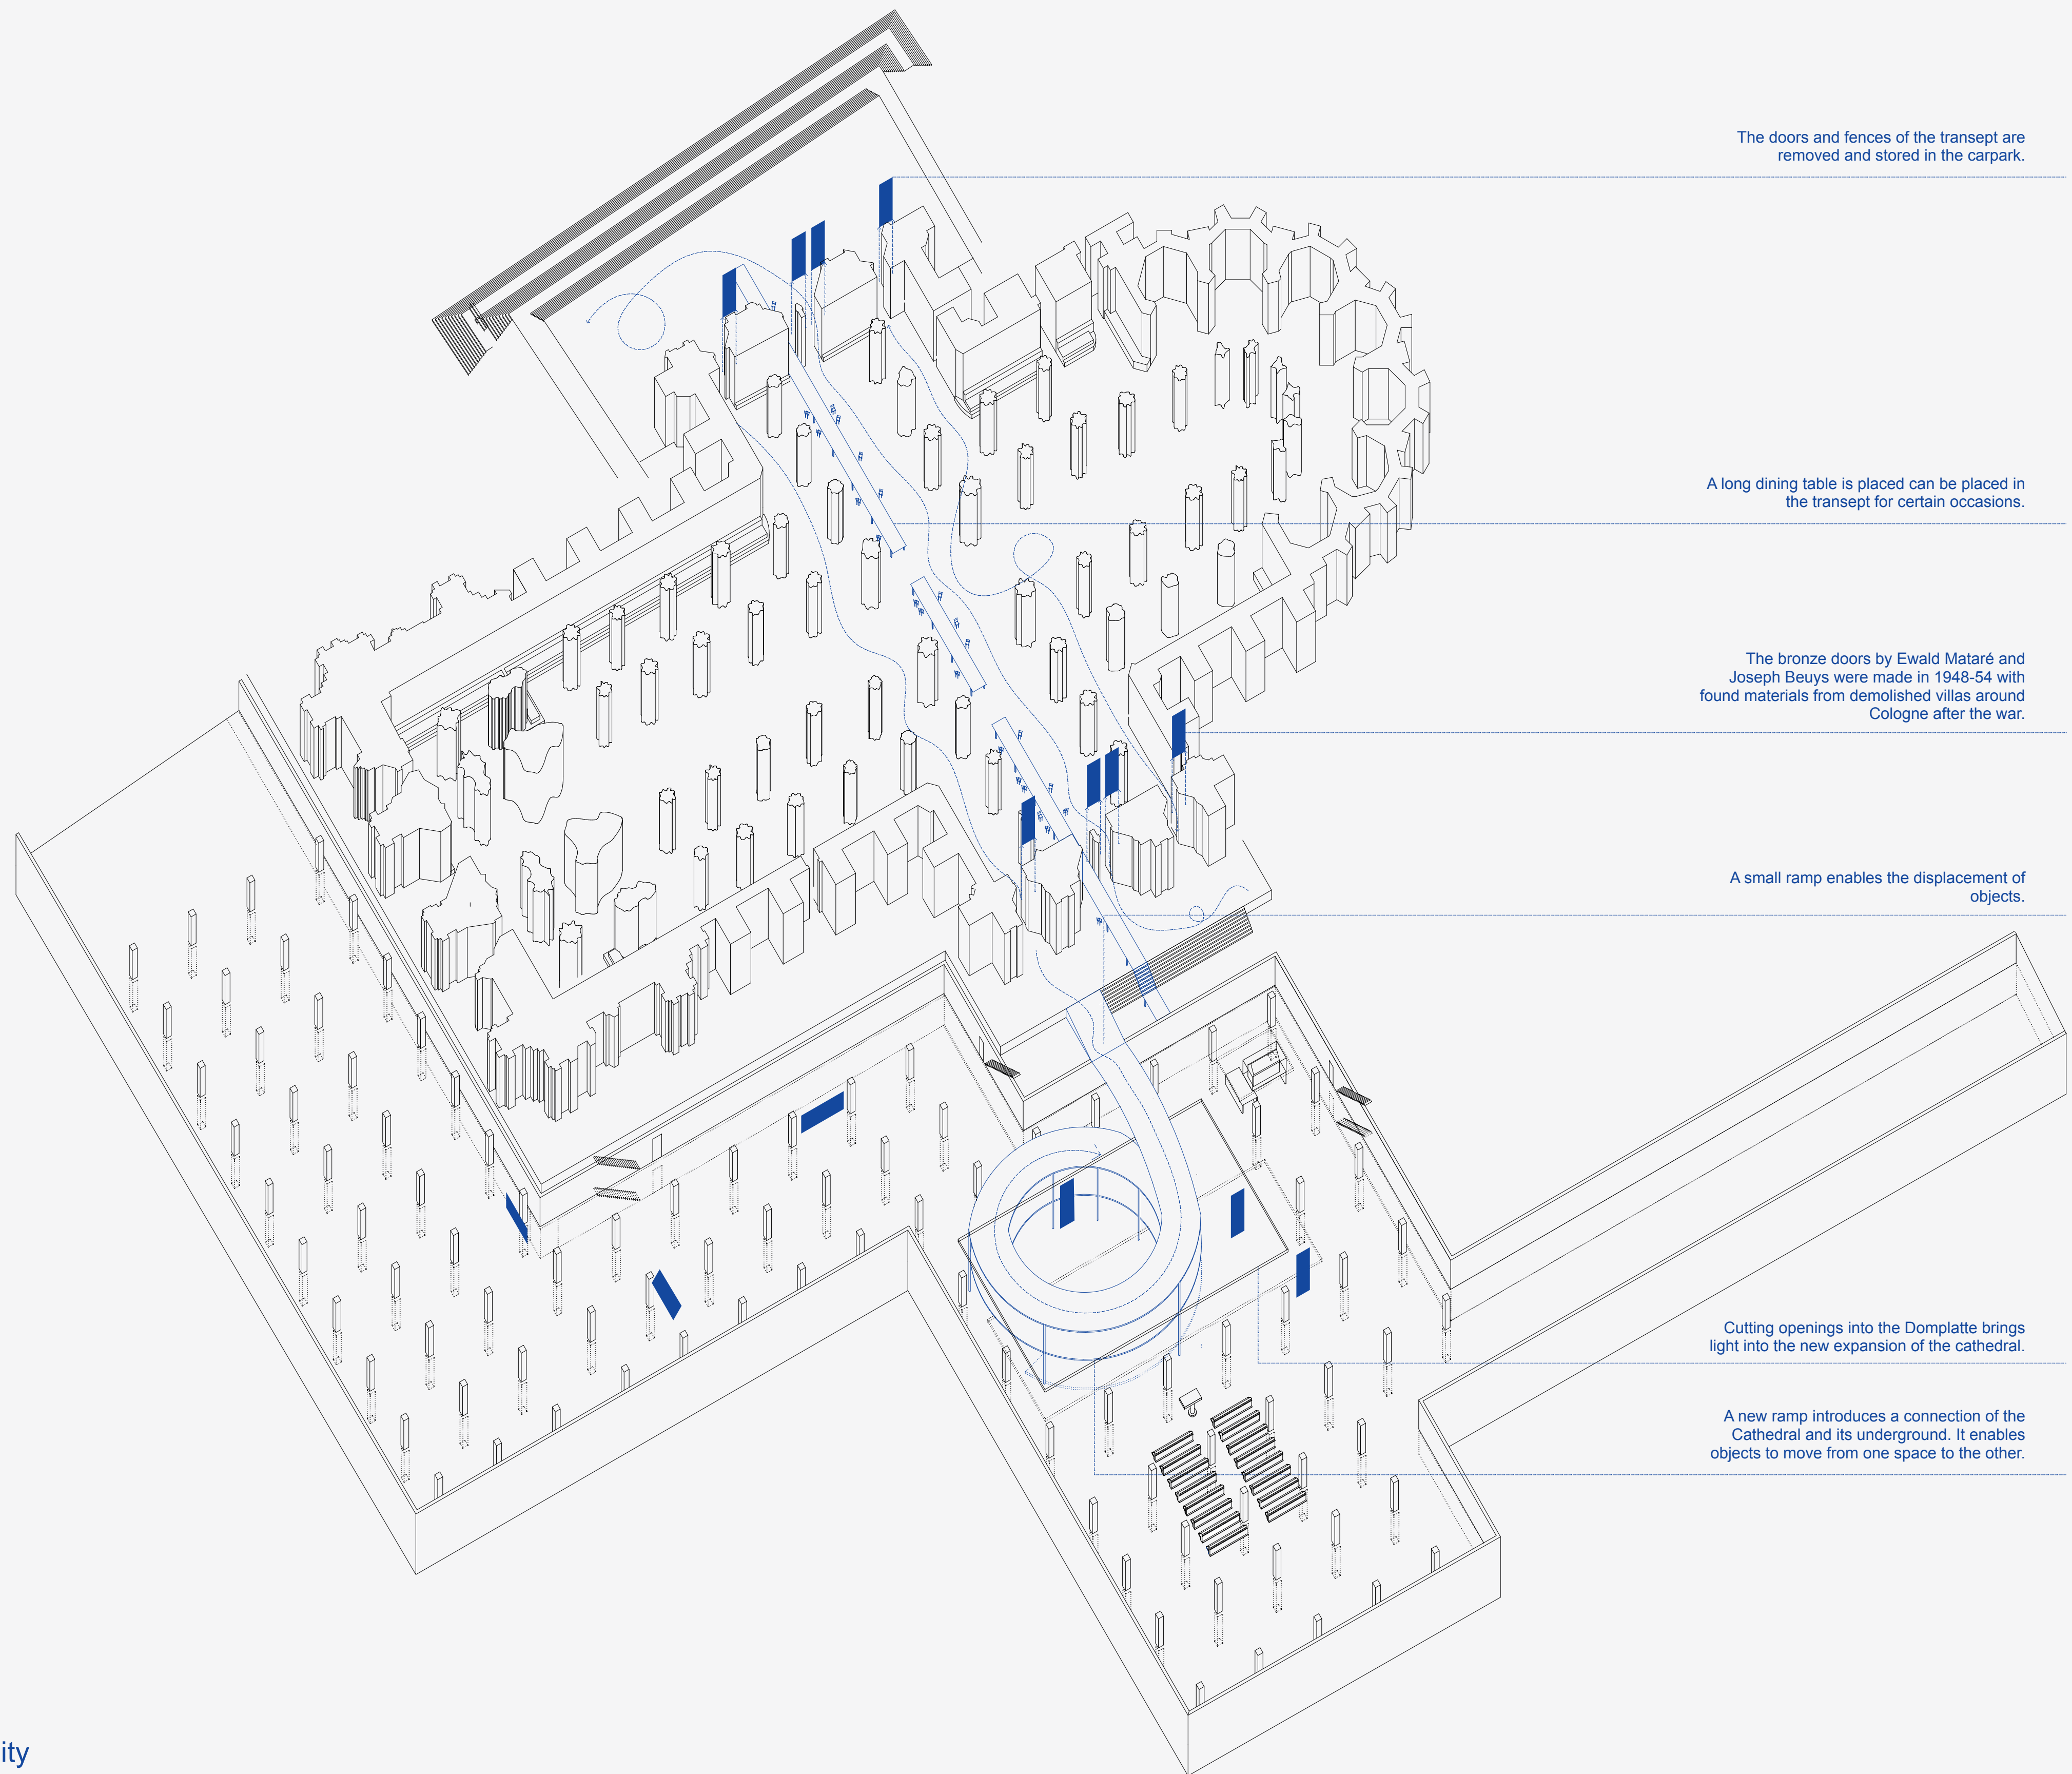 The doors and fences of the transept are
removed and stored in the carpark.
A long dining table is placed can be placed in
the transept for certain occasions.
The bronze doors by Ewald Mataré and
Joseph Beuys were made in 1948-54 with
found materials from demolished villas around
Cologne after the war.
A small ramp enables the displacement of
objects.
Cutting openings into the Domplatte brings
light into the new expansion of the cathedral.
A new ramp introduces a connection of the
Cathedral and its underground. It enables
objects to move from one space to the other.
ity